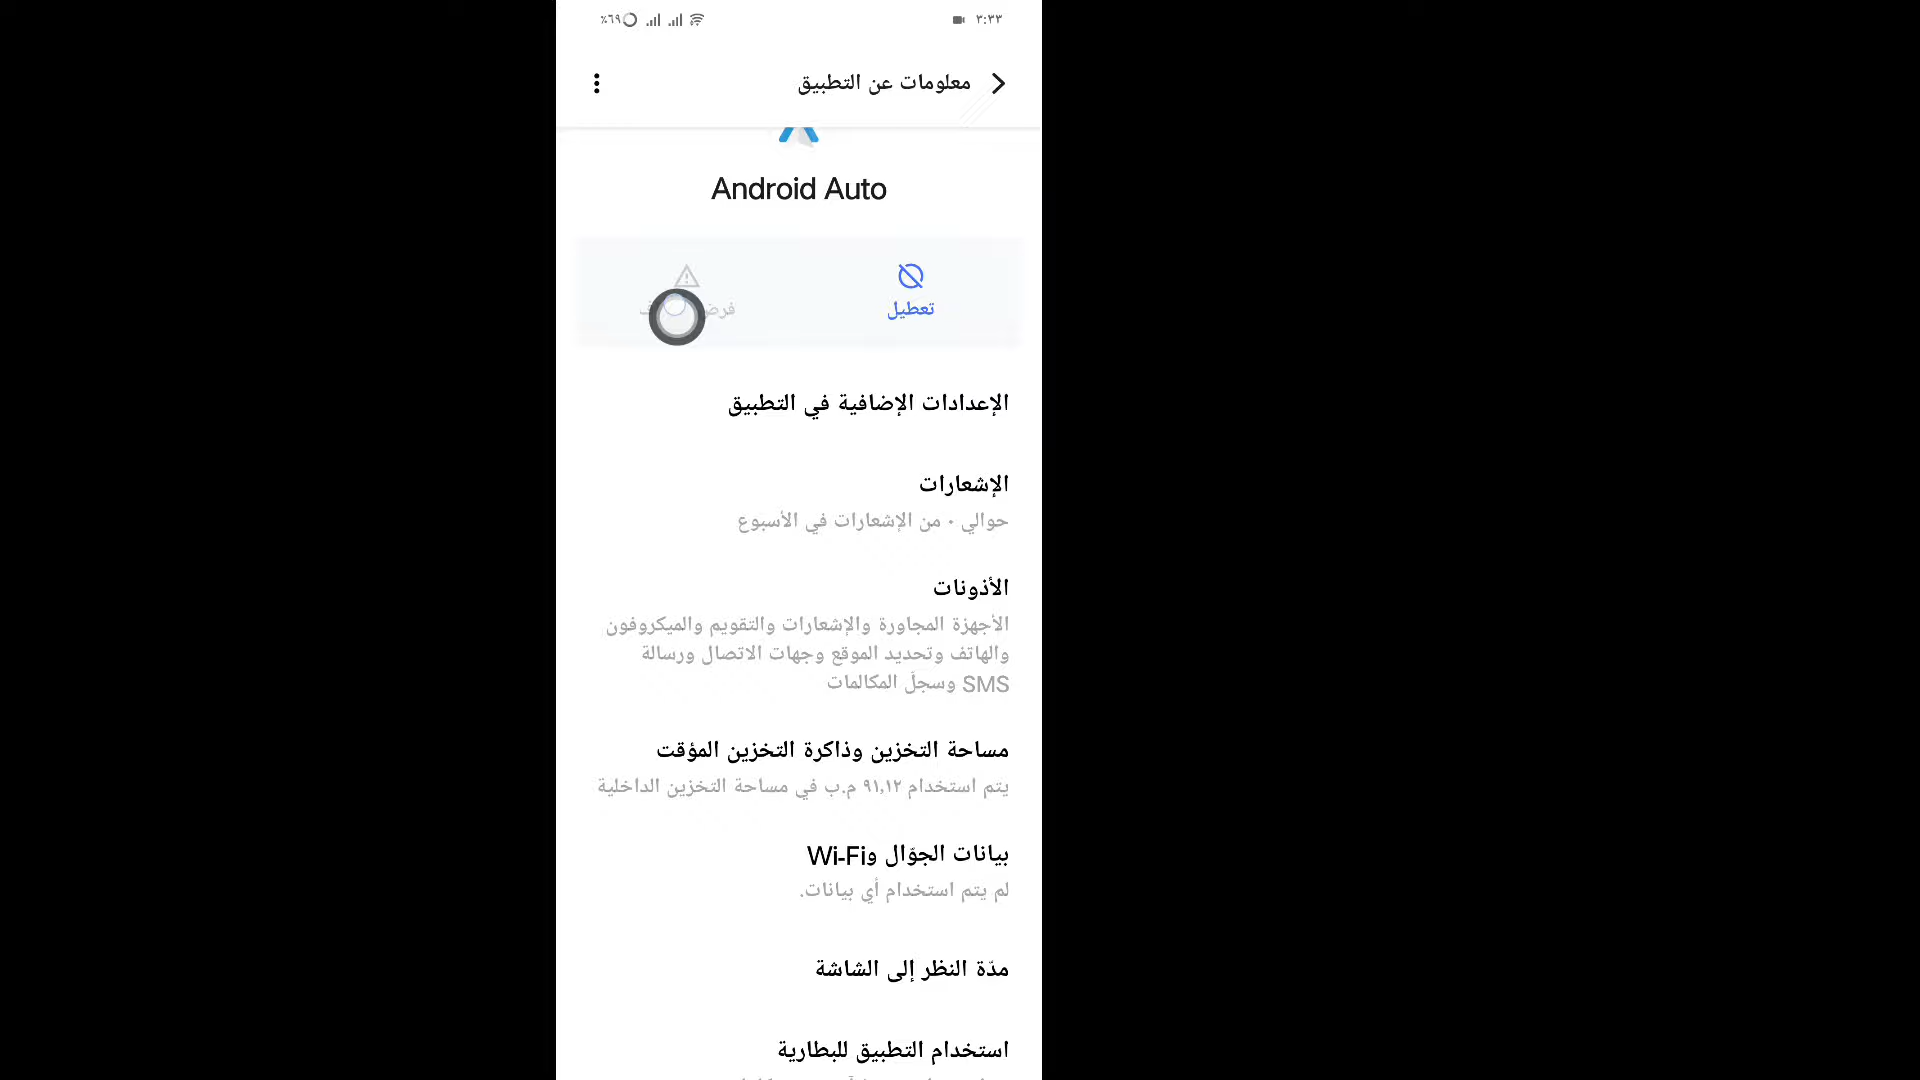 ٣:٣٣
٪٦٩
معلومات عن التطبيق
Android Auto
تعطيل
الإعدادات الإضافية في التطبيق
الإشعارات
حوالي ٠ من الإشعارات في الأسبوع
الأذونات
الأجهزة المجاورة والإشعارات والتقويم والميكروفون
والهاتف وتحديد الموقع وجهات الاتصال ورسالة
SMS وسجلّ المكالمات
مساحة التخزين وذاكرة التخزين المؤقت
يتم استخدام ٩١,١٢ م.ب في مساحة التخزين الداخلية
بيانات الجوّال وWi-Fi
لم يتم استخدام أي بيانات.
مدّة النظر إلى الشاشة
استخدام التطبيق للبطارية